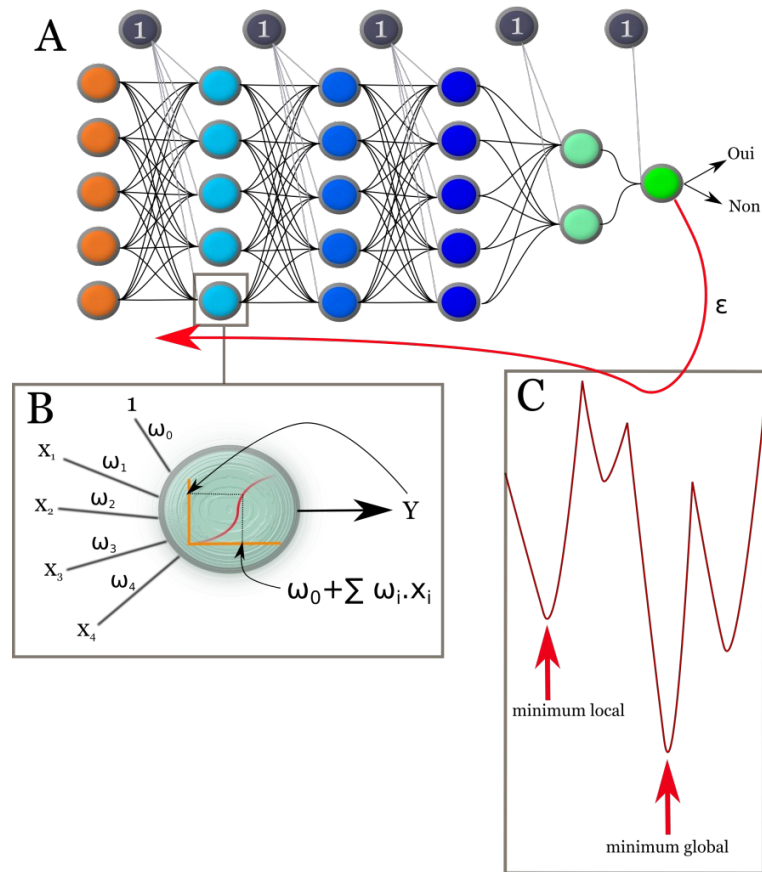 A
1 1 1 1 1
Oui
Non
ε
B
1
ω₀
X₁
ω₁
X₂
ω₂
X₃
ω₃
X₄
ω₄
Y
ω₀+∑ ωᵢ.xᵢ
C
minimum local
minimum global